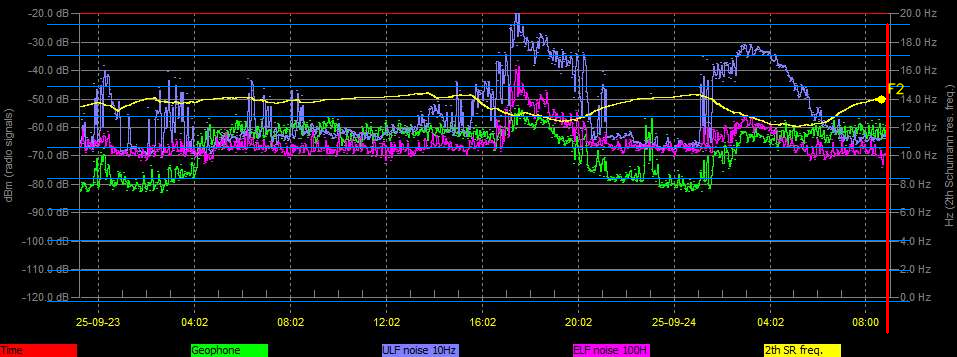 -20.0 dB 20.0 Hz
-30.0 dB 18.0 Hz
-40.0 dB 16.0 Hz
-50.0 dB F2 14.0 Hz
-60.0 dB 12.0 Hz
-70.0 dB 10.0 Hz
-80.0 dB 8.0 Hz
-90.0 dB 6.0 Hz
-100.0 dB 4.0 Hz
-110.0 dB 2.0 Hz
-120.0 dB 0.0 Hz
dBm (radio signals)
Hz (2th Schumann res. freq.)
25-09-23 04:02 08:02 12:02 16:02 20:02 25-09-24 04:02 08:00
Time Geophone ULF noise 10Hz ELF noise 100H 2th SR freq.